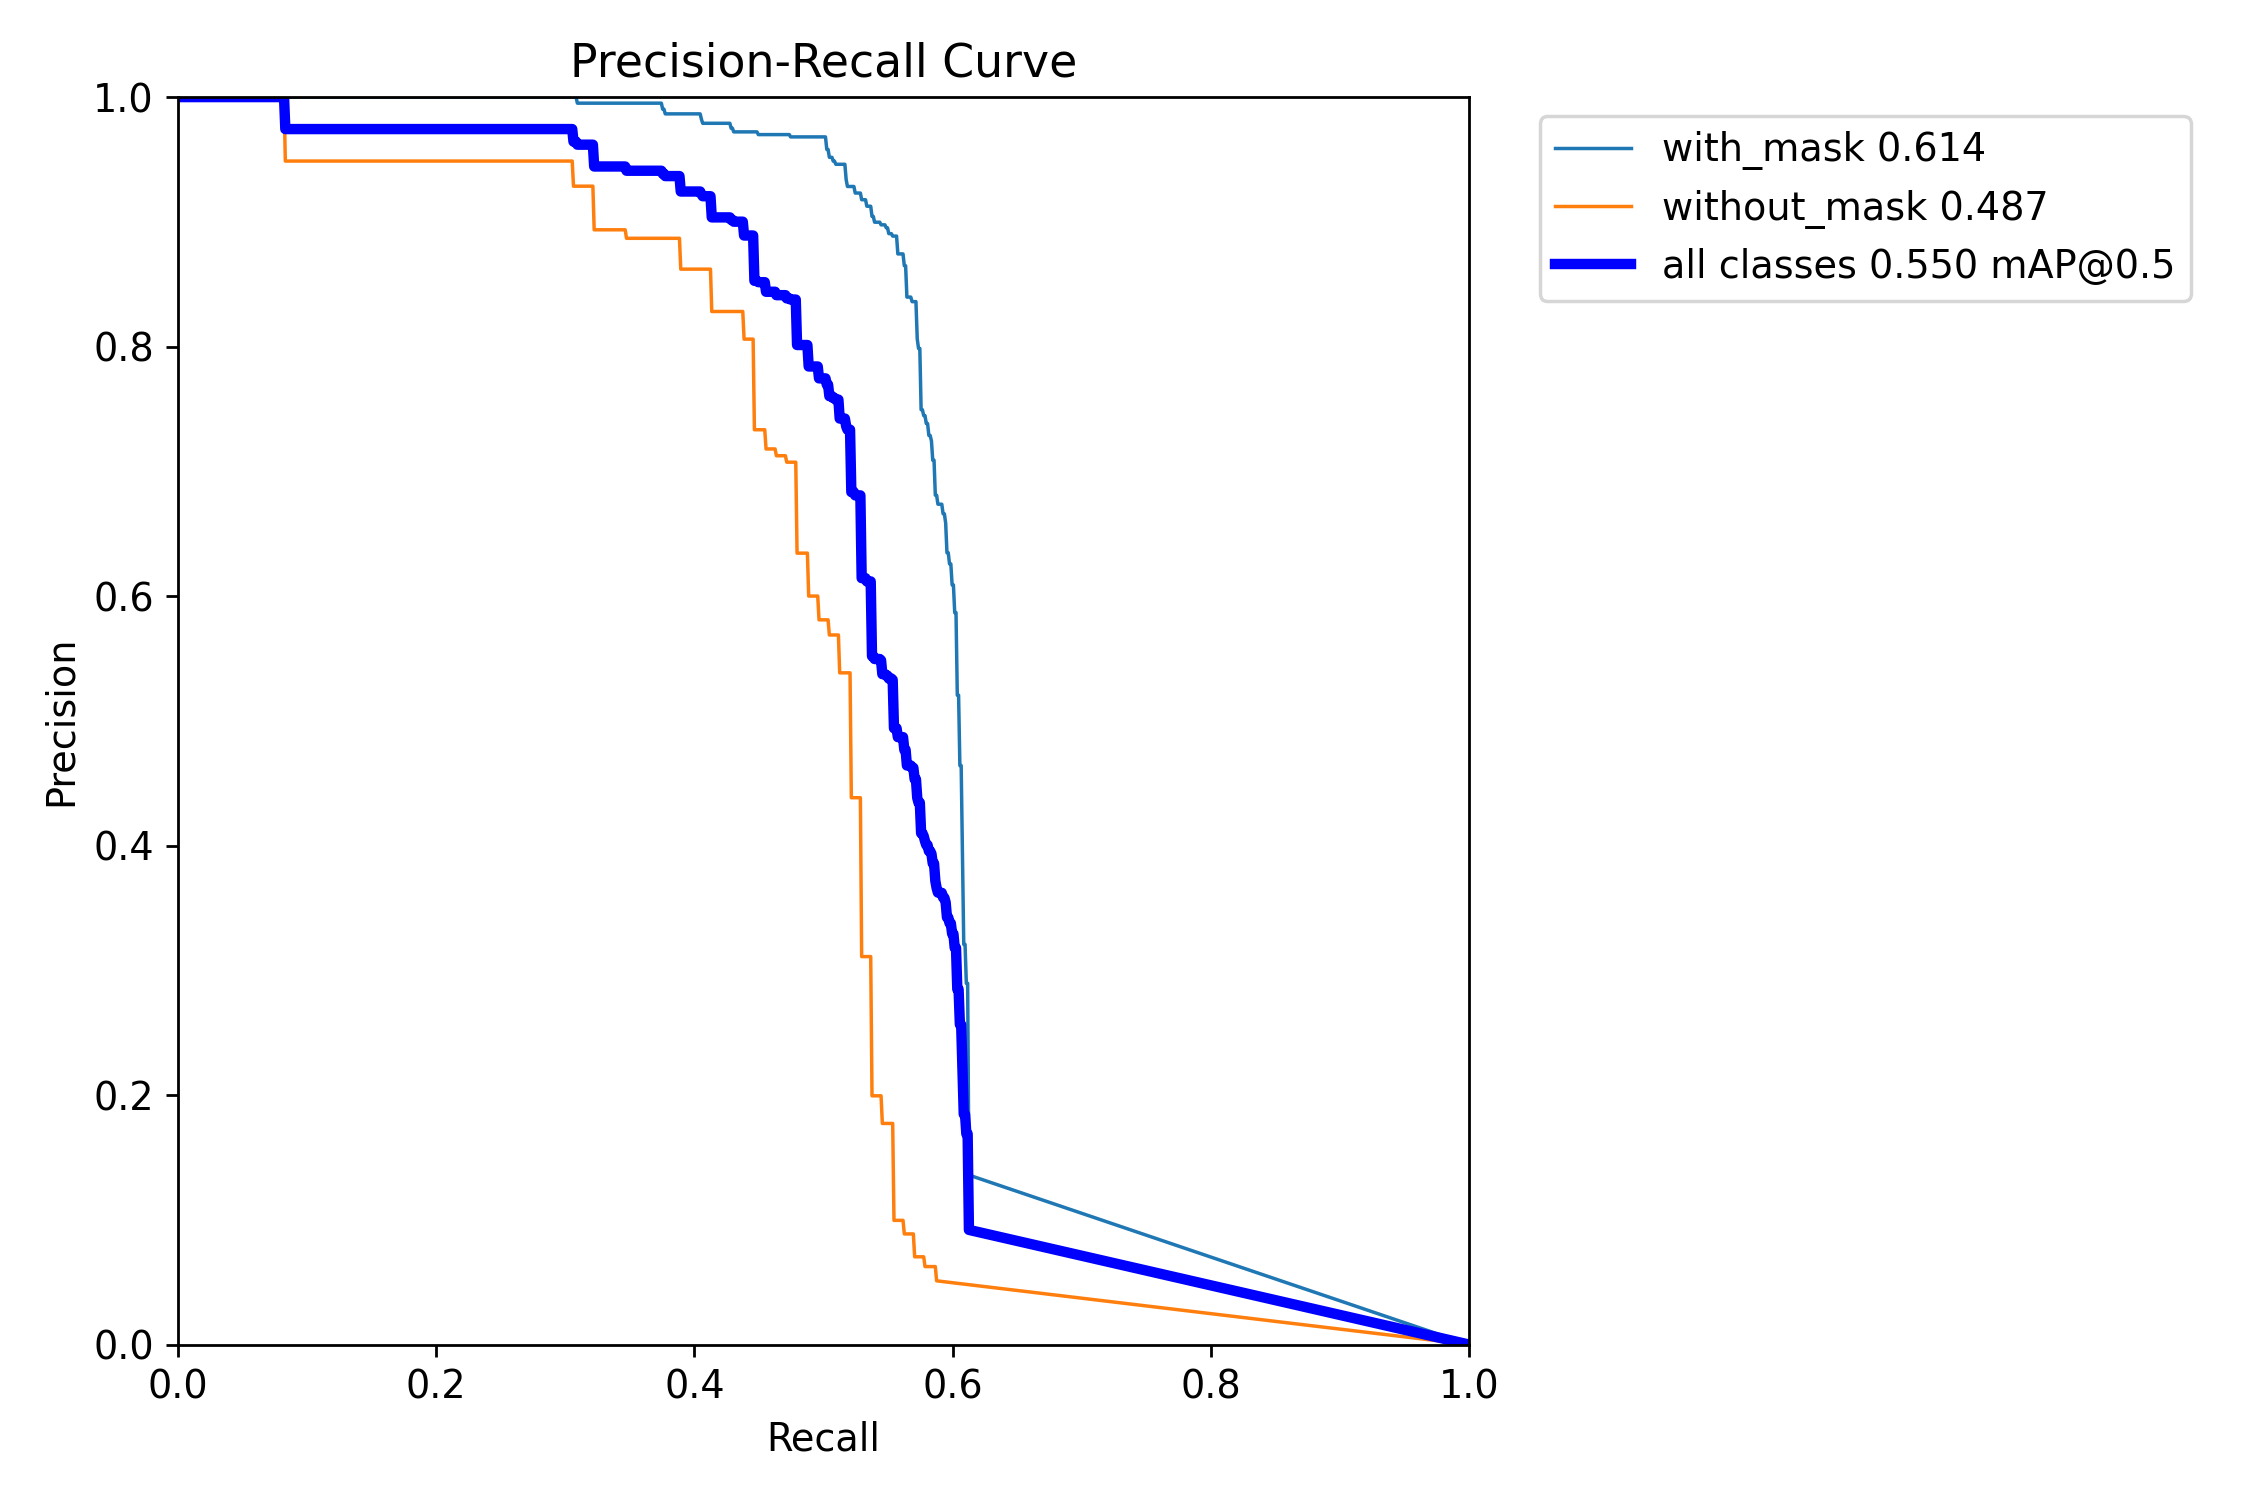 Precision-Recall Curve
1.0
0.8
0.6
0.4
0.2
0.0
Precision
0.0 0.2 0.4 0.6 0.8 1.0
Recall
with_mask 0.614
without_mask 0.487
all classes 0.550 mAP@0.5